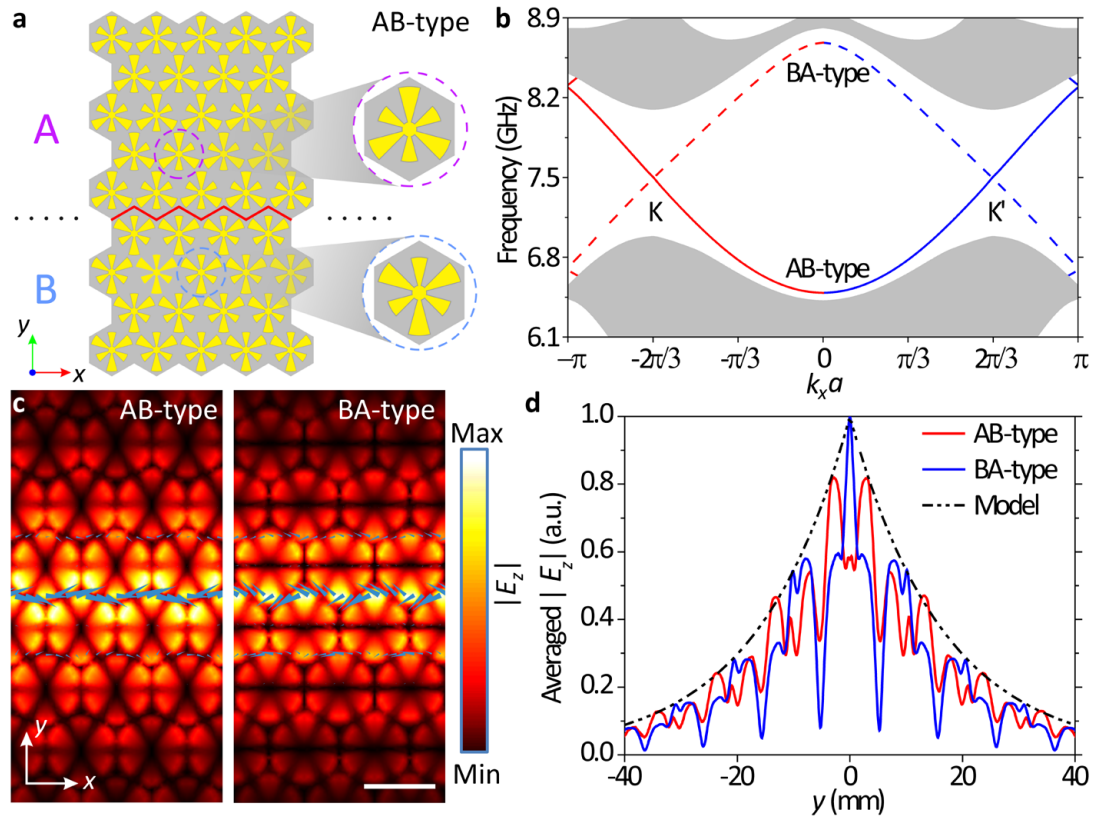 a
AB-type
A
B
y
x
b
8.9
8.2
7.5
6.8
6.1
Frequency (GHz)
BA-type
K
K'
AB-type
−π
-2π/3
-π/3
0
π/3
2π/3
π
kₓa
c
AB-type
BA-type
y
x
Max
|E_z|
Min
d
1.0
0.8
0.6
0.4
0.2
0.0
Averaged |E_z| (a.u.)
AB-type
BA-type
Model
-40
-20
0
20
40
y (mm)